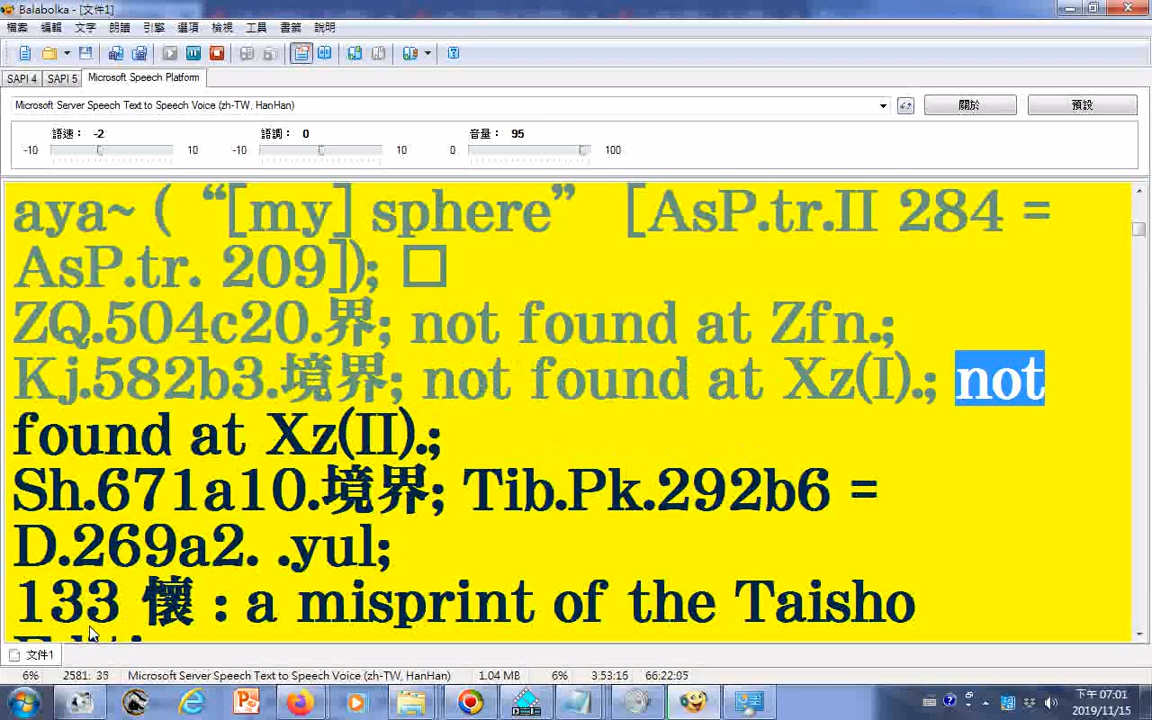 Balabolka - [文件1]
檔案 編輯 文字 朗讀 引擎 選項 檢視 工具 書籤 說明
SAPI 4 SAPI 5 Microsoft Speech Platform
Microsoft Server Speech Text to Speech Voice (zh-TW, HanHan) 關於 預設
語速： -2 語調： 0 音量： 95
-10 10 -10 10 0 100
aya~ (“[my] sphere” [AsP.tr.II 284 =
AsP.tr. 209]); □
ZQ.504c20.界; not found at Zfn.;
Kj.582b3.境界; not found at Xz(I).; not
found at Xz(II).;
Sh.671a10.境界; Tib.Pk.292b6 =
D.269a2. .yul;
133 懷 : a misprint of the Taisho
文件1
6% 2581: 35 Microsoft Server Speech Text to Speech Voice (zh-TW, HanHan) 1.04 MB 6% 3:53:15 66:22:05
下午 07:01
2019/11/15